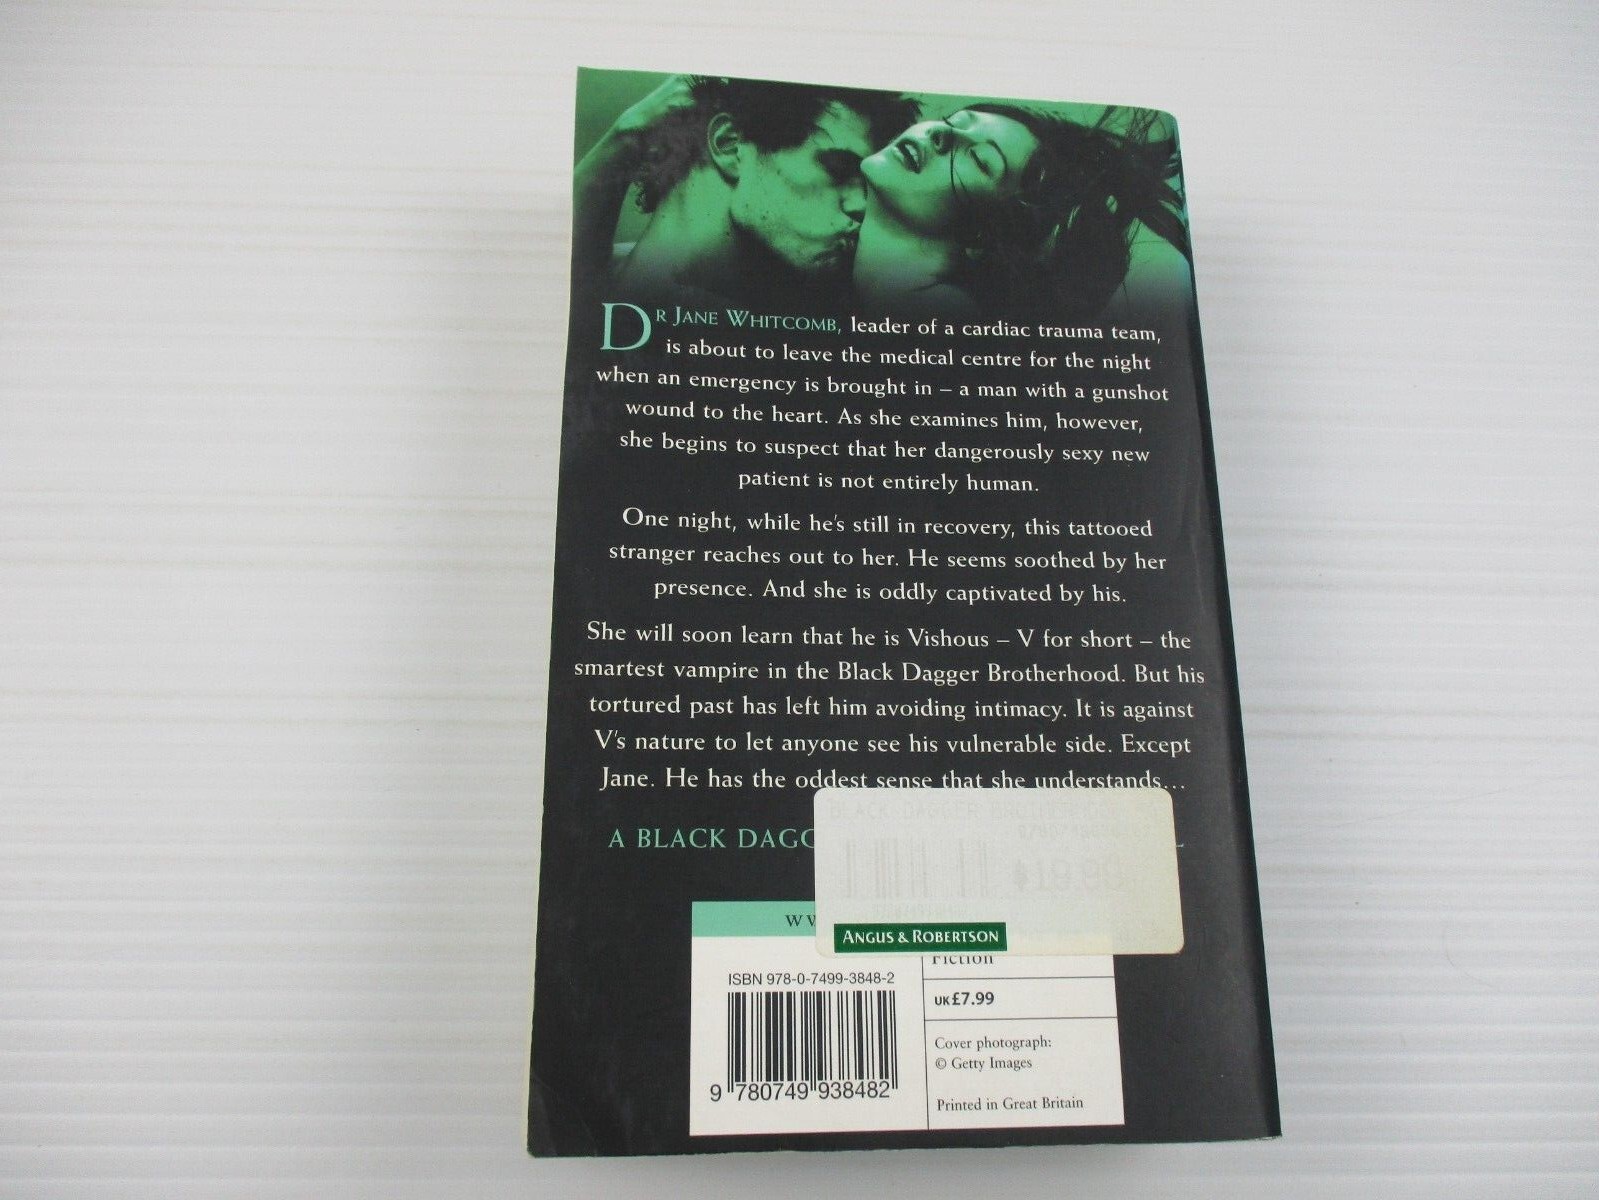 DR JANE WHITCOMB, leader of a cardiac trauma team,
is about to leave the medical centre for the night
when an emergency is brought in – a man with a gunshot
wound to the heart. As she examines him, however,
she begins to suspect that her dangerously sexy new
patient is not entirely human.
One night, while he's still in recovery, this tattooed
stranger reaches out to her. He seems soothed by her
presence. And she is oddly captivated by his.
She will soon learn that he is Vishous – V for short – the
smartest vampire in the Black Dagger Brotherhood. But his
tortured past has left him avoiding intimacy. It is against
V's nature to let anyone see his vulnerable side. Except
Jane. He has the oddest sense that she understands...
A BLACK DAGG
BLACK DAGGER
$19.99
ANGUS & ROBERTSON
Fiction
ISBN 978-0-7499-3848-2
UK £7.99
Cover photograph:
© Getty Images
9 780749 938482
Printed in Great Britain